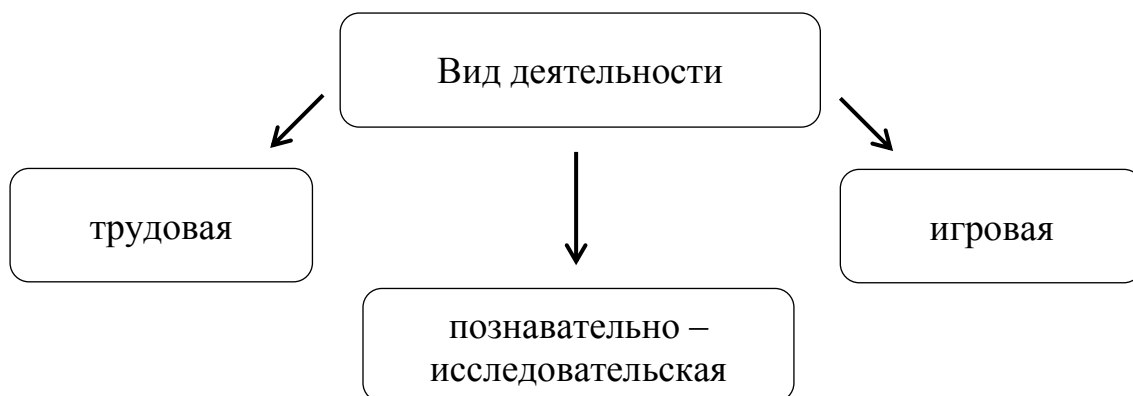 Вид деятельности
трудовая
игровая
познавательно –
исследовательская